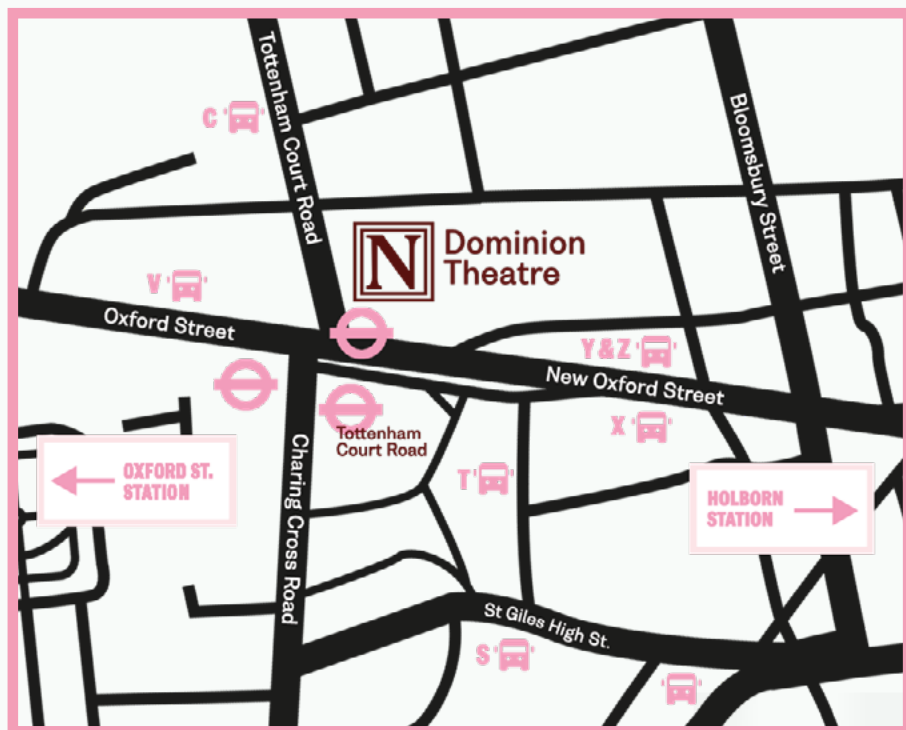 Tottenham Court Road
C
Bloomsbury Street
N
Dominion
Theatre
V
Oxford Street
Y&Z
New Oxford Street
X
Tottenham
Court Road
Charing Cross Road
OXFORD ST.
STATION
T
HOLBORN
STATION
St Giles High St.
S